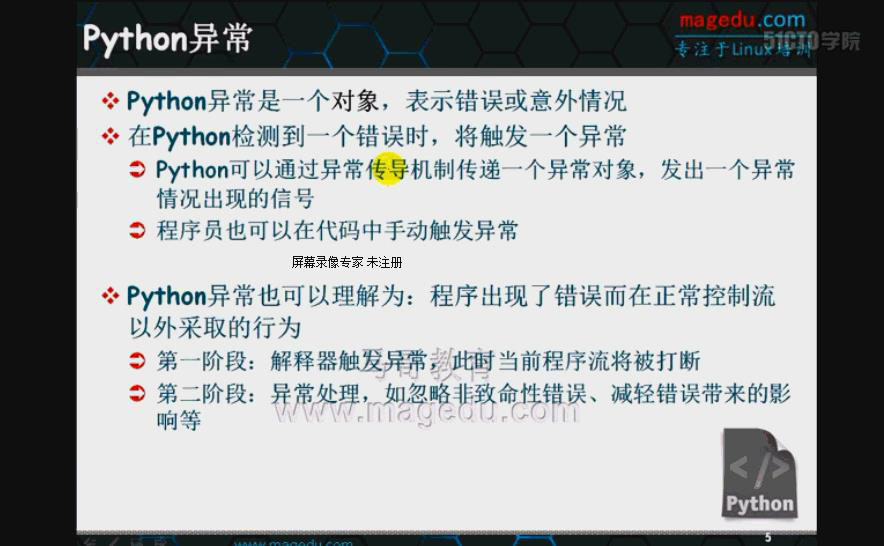 Python异常
magedu.com
专注于Linux培训
51CTO学院
Python异常是一个对象，表示错误或意外情况
在Python检测到一个错误时，将触发一个异常
Python可以通过异常传导机制传递一个异常对象，发出一个异常
情况出现的信号
程序员也可以在代码中手动触发异常
屏幕录像专家 未注册
Python异常也可以理解为：程序出现了错误而在正常控制流
以外采取的行为
第一阶段：解释器触发异常，此时当前程序流将被打断
马哥教育
第二阶段：异常处理，如忽略非致命性错误、减轻错误带来的影
www.magedu.com
响等
</>
Python
www.magedu.com
5